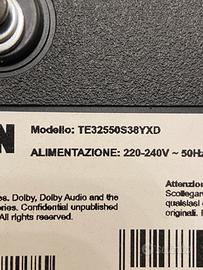 N
Modello: TE32550S38YXD
ALIMENTAZIONE: 220-240V ~ 50Hz
es. Dolby, Dolby Audio and the
ories. Confidential unpublished
All rights reserved.
Attenzio
Scollegar
qualsiasi
originali.